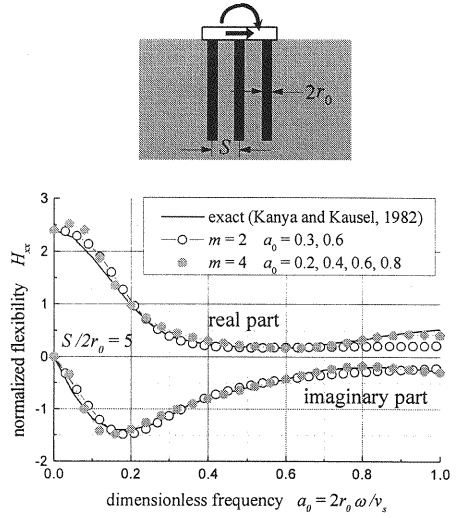 2r₀
S
exact (Kanya and Kausel, 1982)
m = 2 a₀ = 0.3, 0.6
m = 4 a₀ = 0.2, 0.4, 0.6, 0.8
normalized flexibility Hₓₓ
3
2
1
0
-1
-2
real part
S/2r₀ = 5
imaginary part
0.0 0.2 0.4 0.6 0.8 1.0
dimensionless frequency a₀ = 2r₀ ω/vₛ